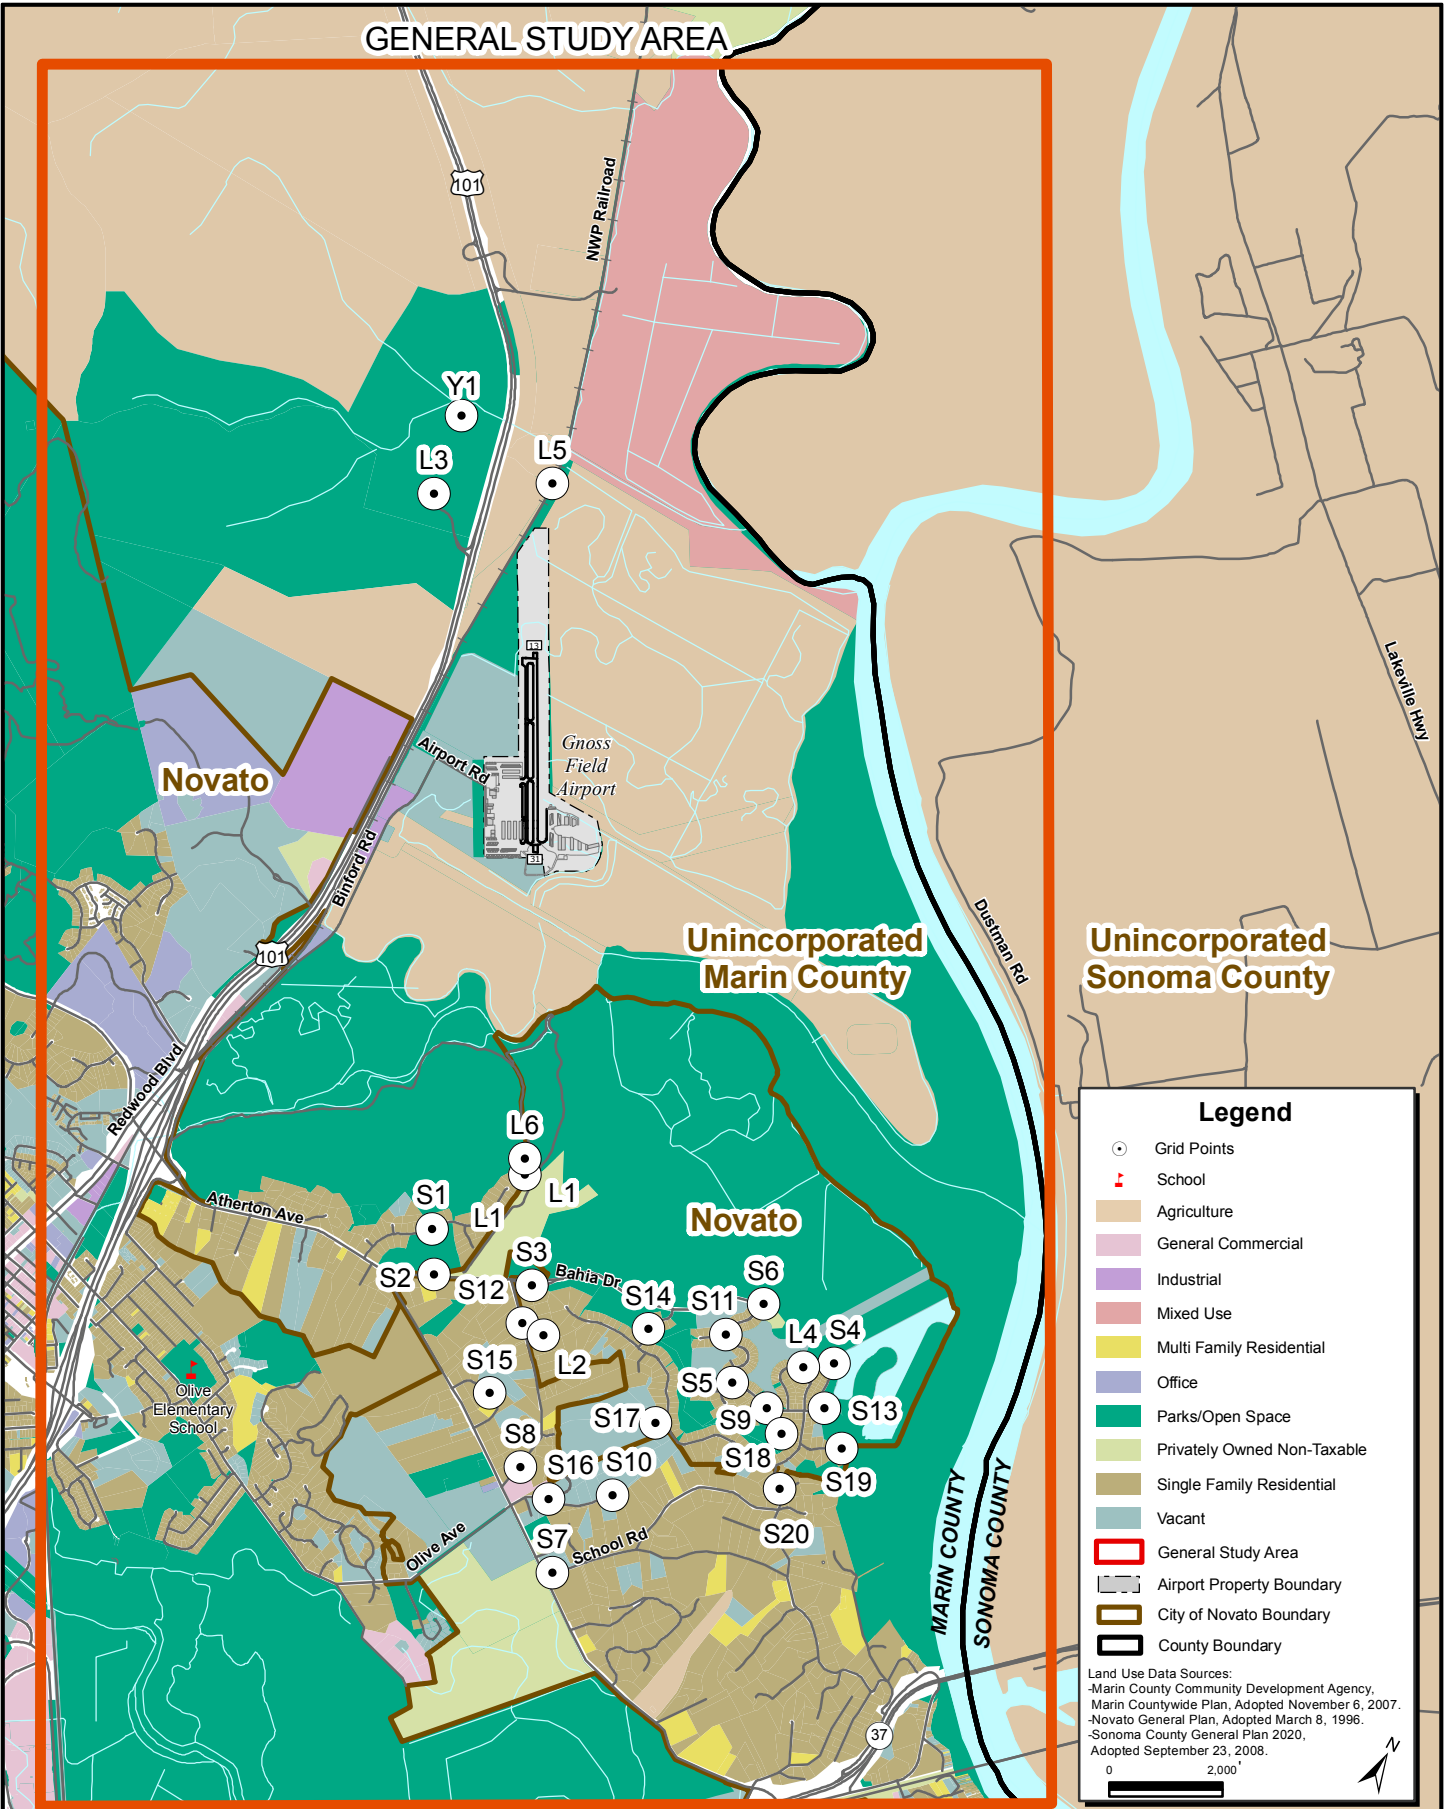 GENERAL STUDY AREA
101
NWP Railroad
Y1
L3
L5
13
Airport Rd
Gnoss
Field
Airport
31
Novato
Binford Rd
101
Lakeville Hwy
Dustman Rd
Unincorporated
Marin County
Unincorporated
Sonoma County
Redwood Blvd
L6
L1
L1
Atherton Ave
S1
S2
S12
S3
Bahia Dr
Novato
S6
S14
S11
L4
S4
L2
S15
S5
S9
S13
S17
S8
S16
S10
S18
S19
S20
S7
School Rd
Olive Ave
Olive
Elementary
School
MARIN COUNTY
SONOMA COUNTY
37
Legend
Grid Points
School
Agriculture
General Commercial
Industrial
Mixed Use
Multi Family Residential
Office
Parks/Open Space
Privately Owned Non-Taxable
Single Family Residential
Vacant
General Study Area
Airport Property Boundary
City of Novato Boundary
County Boundary
Land Use Data Sources:
-Marin County Community Development Agency,
Marin Countywide Plan, Adopted November 6, 2007.
-Novato General Plan, Adopted March 8, 1996.
-Sonoma County General Plan 2020,
Adopted September 23, 2008.
0 2,000'
N